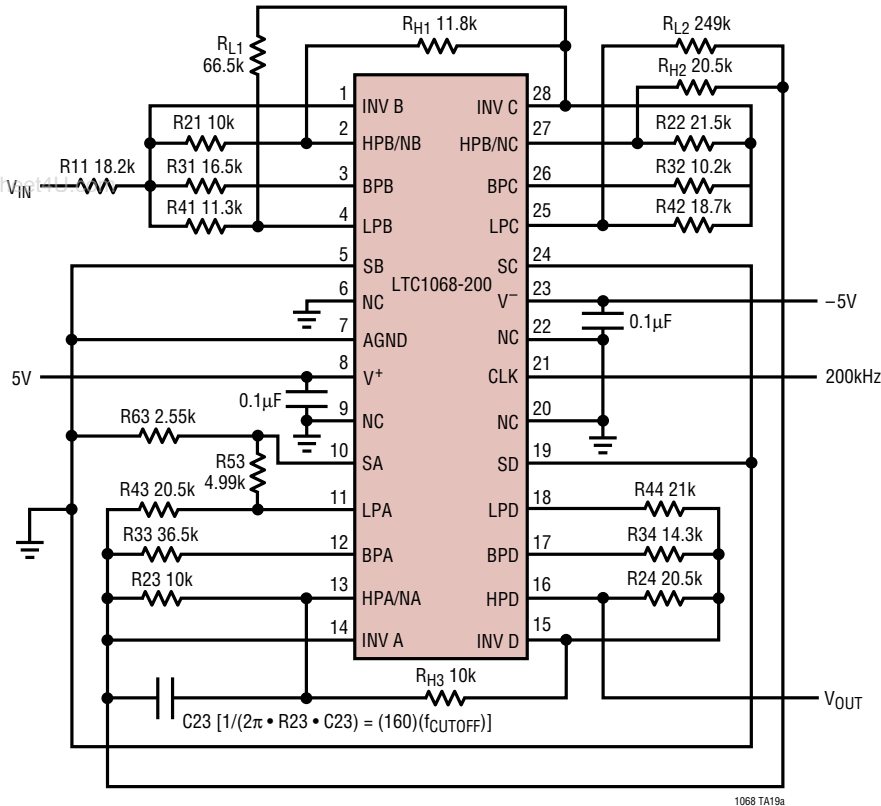 RH1 11.8k
RL2 249k
RL1
66.5k
RH2 20.5k
1
INV B
INV C
28
R21 10k
2
HPB/NB
HPB/NC
27
R22 21.5k
R11 18.2k
VIN
R31 16.5k
3
BPB
BPC
26
R32 10.2k
R41 11.3k
4
LPB
LPC
25
R42 18.7k
5
SB
SC
24
LTC1068-200
6
NC
V–
23
–5V
0.1µF
7
AGND
NC
22
5V
8
V+
CLK
21
200kHz
0.1µF
9
NC
NC
20
R63 2.55k
10
SA
SD
19
R53
4.99k
R43 20.5k
11
LPA
LPD
18
R44 21k
R33 36.5k
12
BPA
BPD
17
R34 14.3k
R23 10k
13
HPA/NA
HPD
16
R24 20.5k
14
INV A
INV D
15
RH3 10k
VOUT
C23 [1/(2π • R23 • C23) = (160)(fCUTOFF)]
1068 TA19a